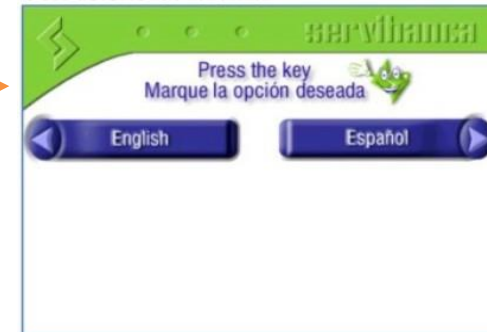 servibanca
Press the key
Marque la opción deseada
English
Español